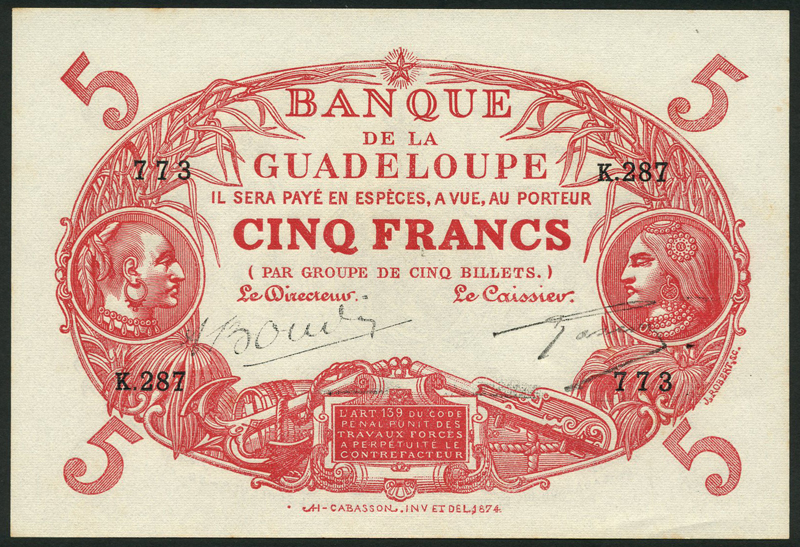 5 5
BANQUE
DE LA
GUADELOUPE
773 K.287
IL SERA PAYÉ EN ESPÈCES, A VUE, AU PORTEUR
CINQ FRANCS
( PAR GROUPE DE CINQ BILLETS. )
Le Directeur. Le Caissier.
K.287 773
L'ART 139 DU CODE
PENAL PUNIT DES
TRAVAUX FORCES
A PERPETUITE LE
CONTREFACTEUR
J. ROBERT, SC.
5 5
H-CABASSON, INV ET DEL, 1874.